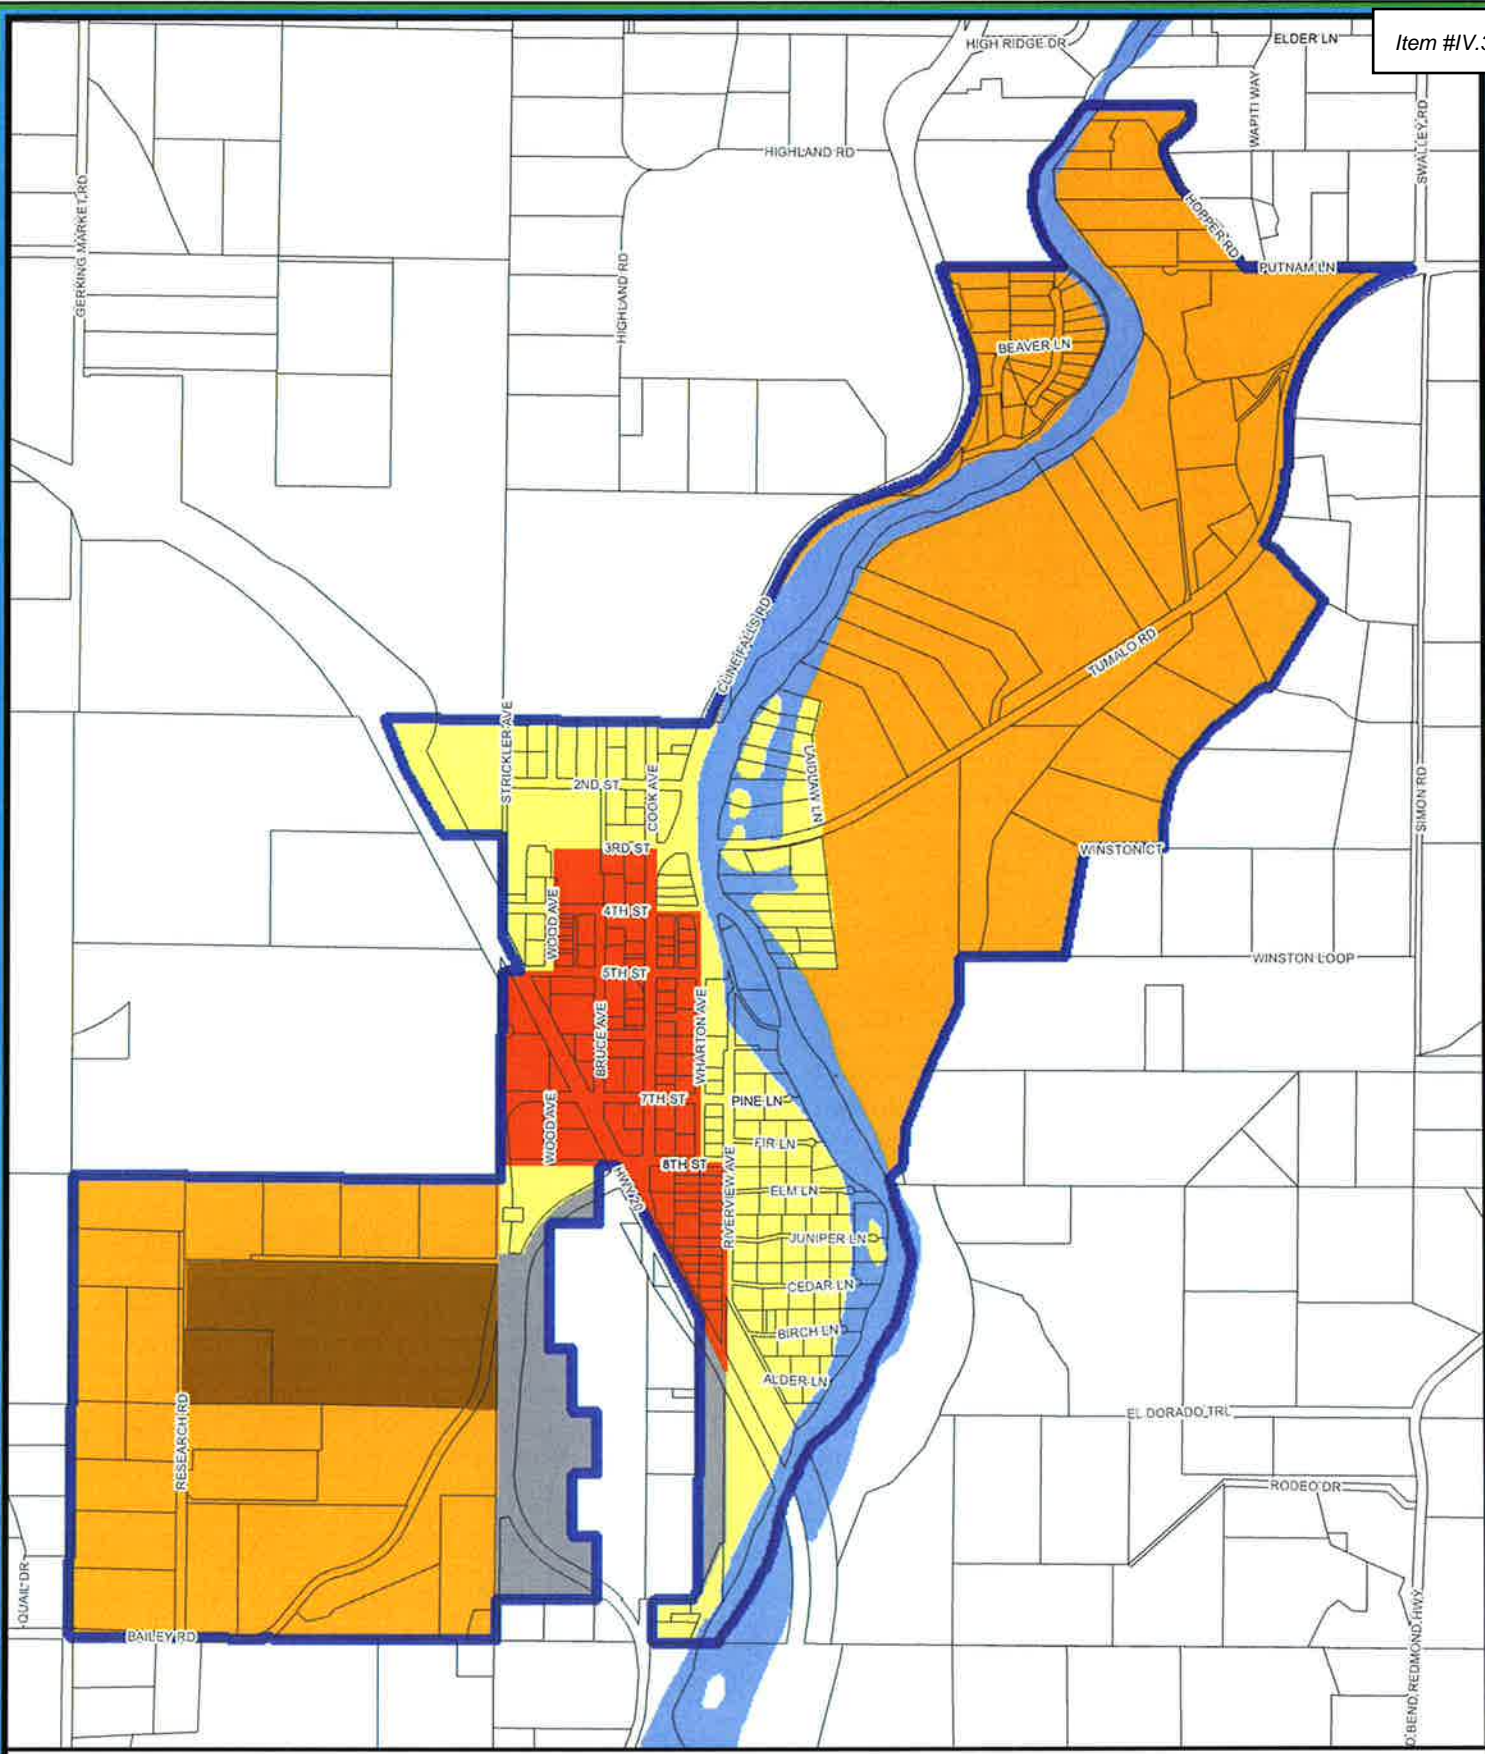 HIGH RIDGE DR
ELDER LN
Item #IV.3
WAPITI WAY
SWALLEY RD
HIGHLAND RD
GERKING MARKET RD
HOPPER RD
HIGHLAND RD
PUTNAM LN
BEAVER LN
CLINE FALLS RD
TUMALO RD
STRICKLER AVE
2ND ST
COOK AVE
LAIDLAW LN
SIMON RD
3RD ST
WINSTON CT
WOOD AVE
4TH ST
5TH ST
WINSTON LOOP
BRUCE AVE
WHARTON AVE
WOOD AVE
7TH ST
PINE LN
FIR LN
8TH ST
HWY 20
RIVERVIEW AVE
ELM LN
JUNIPER LN
CEDAR LN
BIRCH LN
ALDER LN
RESEARCH RD
EL DORADO TRL
RODEO DR
QUAIL DR
BAILEY RD
O.BEND REDMOND HWY